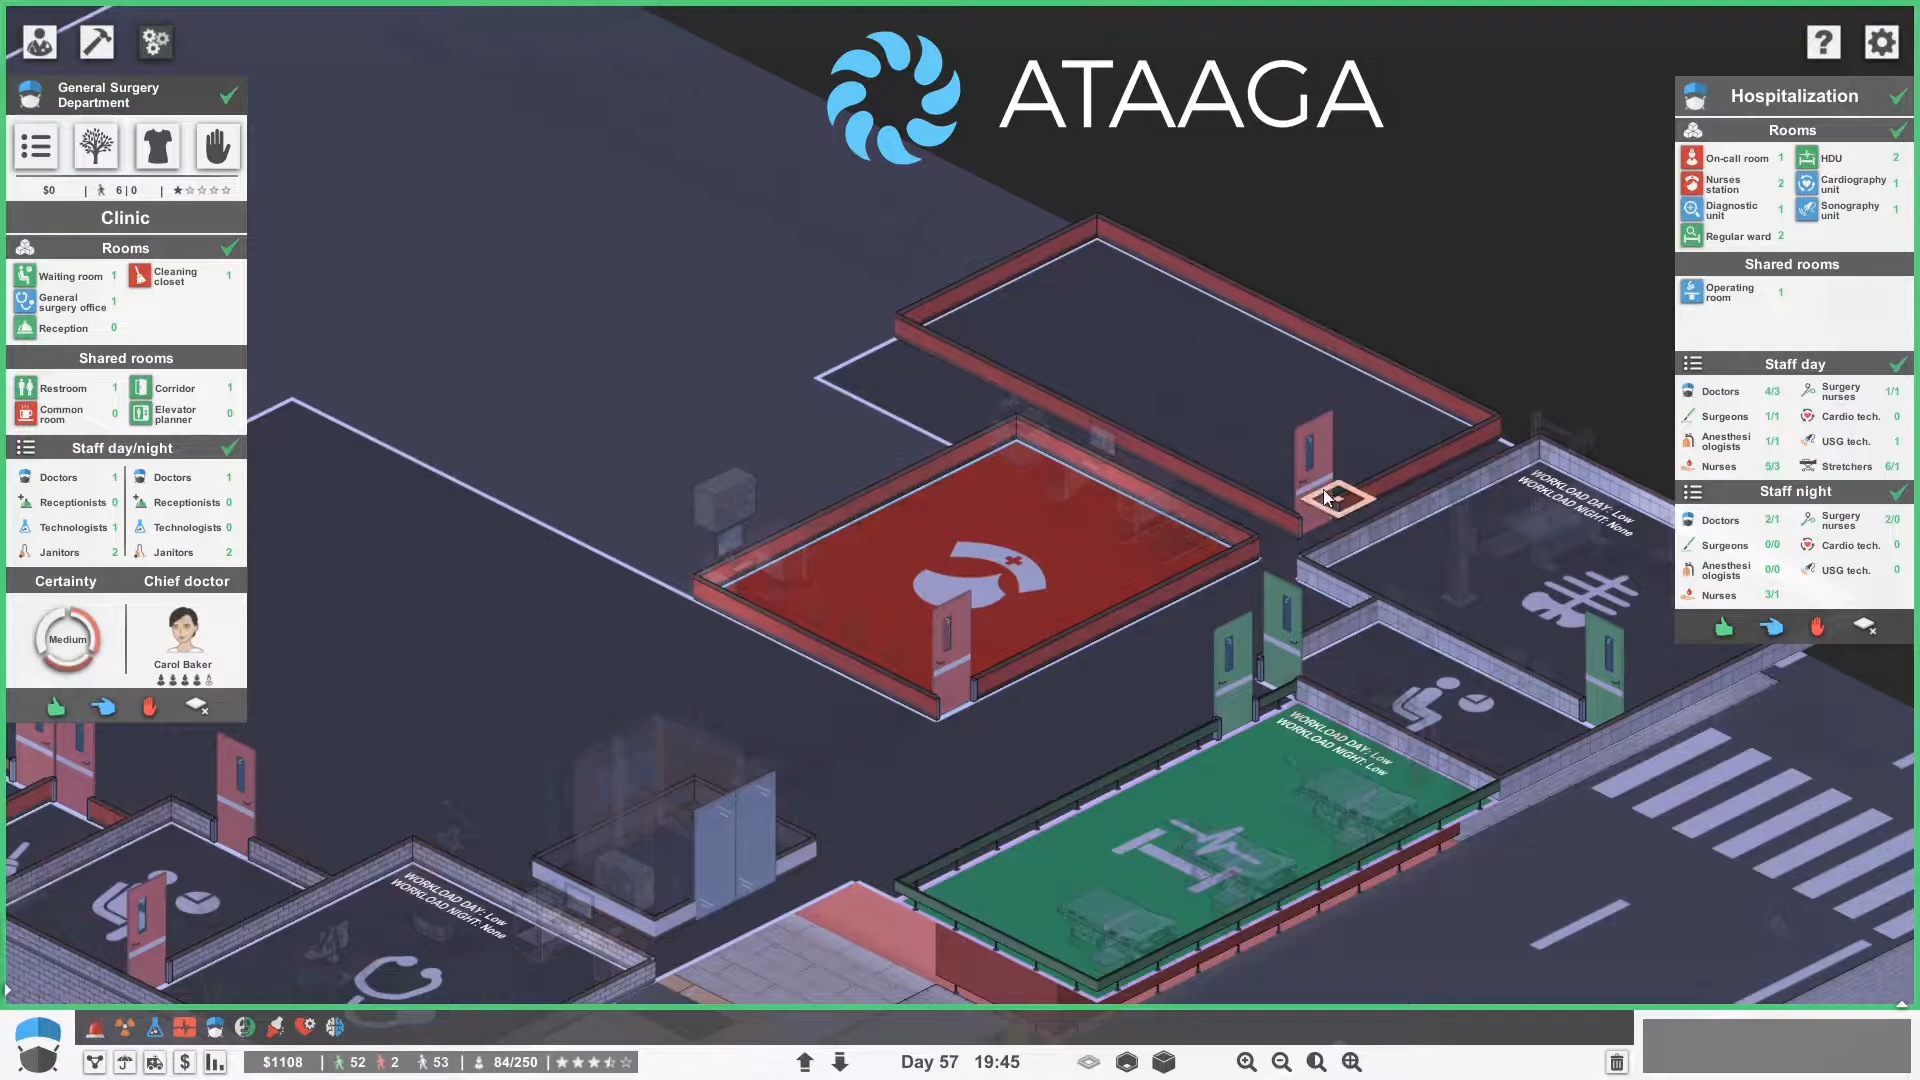 ATAAGA
General Surgery
Department
$0 | 6|0 |
Clinic
Rooms
Waiting room 1
Cleaning
closet 1
General
surgery office 1
Reception 0
Shared rooms
Restroom 1
Corridor 1
Common
room 0
Elevator
planner 0
Staff day/night
Doctors 1
Doctors 1
Receptionists 0
Receptionists 0
Technologists 1
Technologists 0
Janitors 2
Janitors 2
Certainty
Chief doctor
Medium
Carol Baker
Hospitalization
Rooms
On-call room 1
HDU 2
Nurses
station 2
Cardiography
unit 1
Diagnostic
unit 1
Sonography
unit 1
Regular ward 2
Shared rooms
Operating
room 1
Staff day
Doctors 4/3
Surgery
nurses 1/1
Surgeons 1/1
Cardio tech. 0
Anesthesi
ologists 1/1
USG tech. 1
Nurses 5/3
Stretchers 6/1
Staff night
Doctors 2/1
Surgery
nurses 2/0
Surgeons 0/0
Cardio tech. 0
Anesthesi
ologists 0/0
USG tech. 0
Nurses 3/1
WORKLOAD DAY: Low
WORKLOAD NIGHT: None
WORKLOAD DAY: Low
WORKLOAD NIGHT: Low
WORKLOAD DAY: Low
WORKLOAD NIGHT: None
$1108 | 52 2 53 | 84/250 |
Day 57 19:45